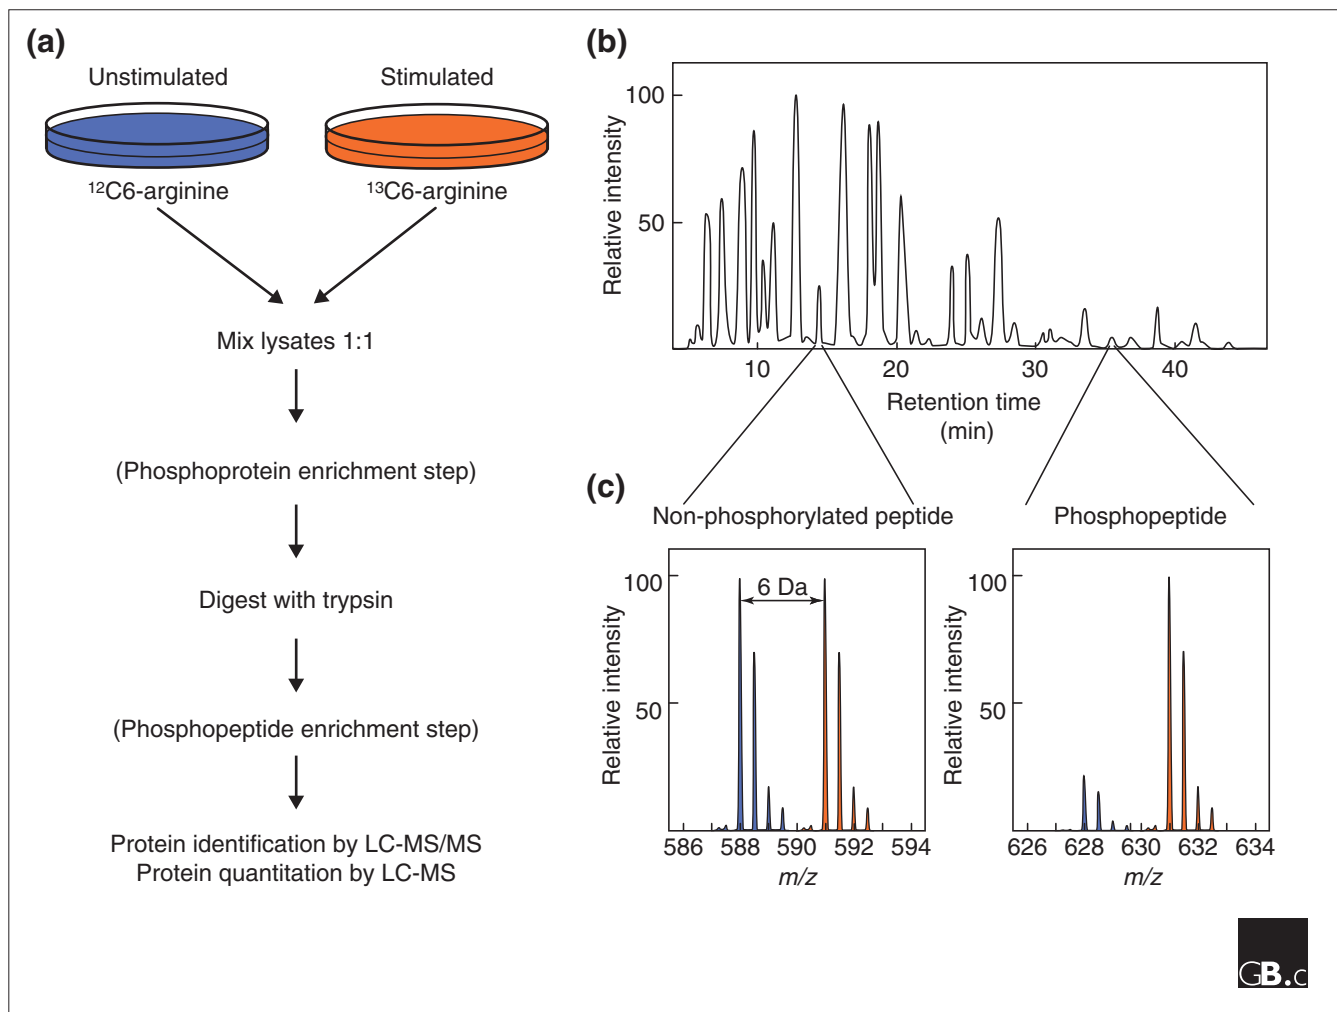 (a)
Unstimulated
Stimulated
¹²C6-arginine
¹³C6-arginine
Mix lysates 1:1
(Phosphoprotein enrichment step)
Digest with trypsin
(Phosphopeptide enrichment step)
Protein identification by LC-MS/MS
Protein quantitation by LC-MS
(b)
Relative intensity
100
50
10
20
30
40
Retention time
(min)
(c)
Non-phosphorylated peptide
Relative intensity
100
50
6 Da
586
588
590
592
594
m/z
Phosphopeptide
Relative intensity
100
50
626
628
630
632
634
m/z
GB.c